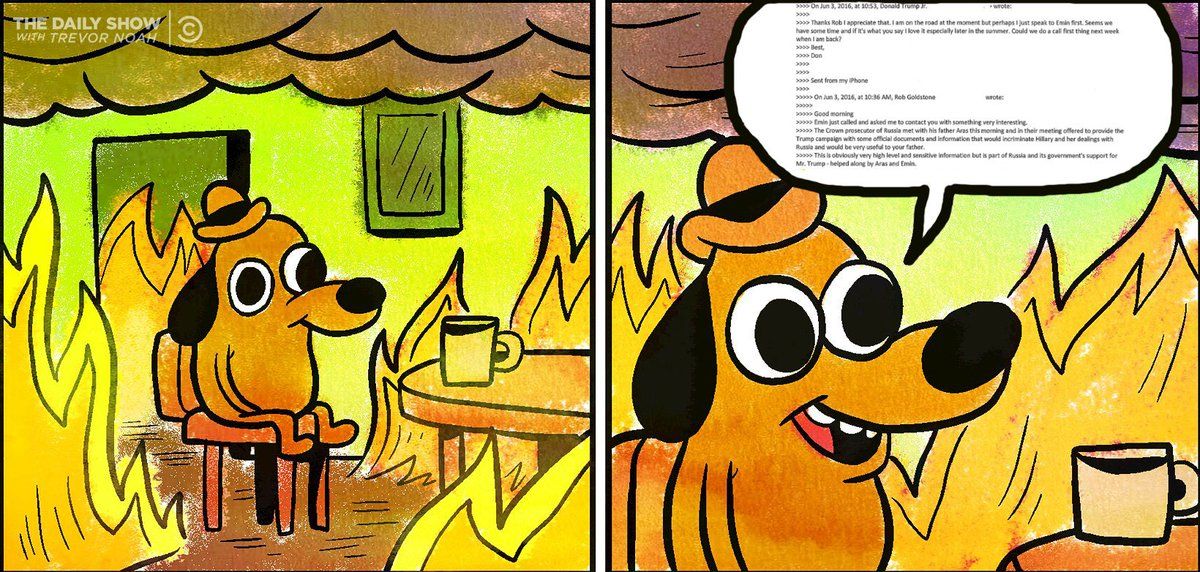 THE DAILY SHOW
WITH TREVOR NOAH
>>>> On Jun 3, 2016, at 10:53, Donald Trump Jr. wrote:
>>>>
>>>> Thanks Rob I appreciate that. I am on the road at the moment but perhaps I just speak to Emin first. Seems we
have some time and if it's what you say I love it especially later in the summer. Could we do a call first thing next week
when I am back?
>>>> Best,
>>>> Don
>>>>
>>>>
>>>> Sent from my iPhone
>>>>
>>>>> On Jun 3, 2016, at 10:36 AM, Rob Goldstone wrote:
>>>>>
>>>>> Good morning
>>>>> Emin just called and asked me to contact you with something very interesting.
>>>>> The Crown prosecutor of Russia met with his father Aras this morning and in their meeting offered to provide the
Trump campaign with some official documents and information that would incriminate Hillary and her dealings with
Russia and would be very useful to your father.
>>>>> This is obviously very high level and sensitive information but is part of Russia and its government's support for
Mr. Trump - helped along by Aras and Emin.